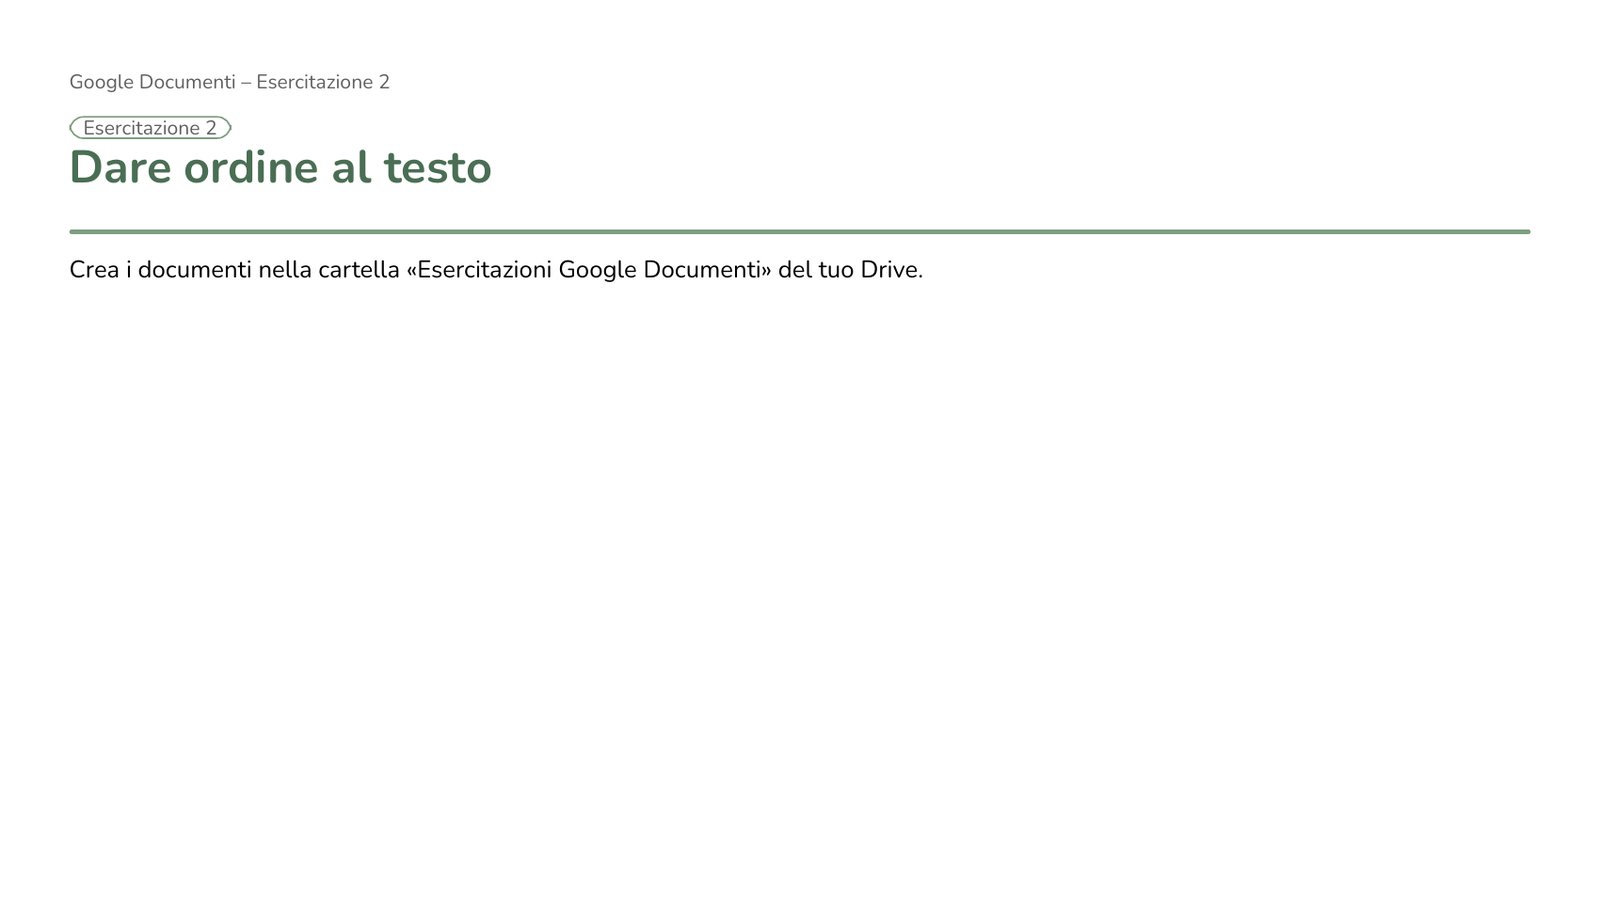 Google Documenti – Esercitazione 2
Esercitazione 2
Dare ordine al testo
Crea i documenti nella cartella «Esercitazioni Google Documenti» del tuo Drive.